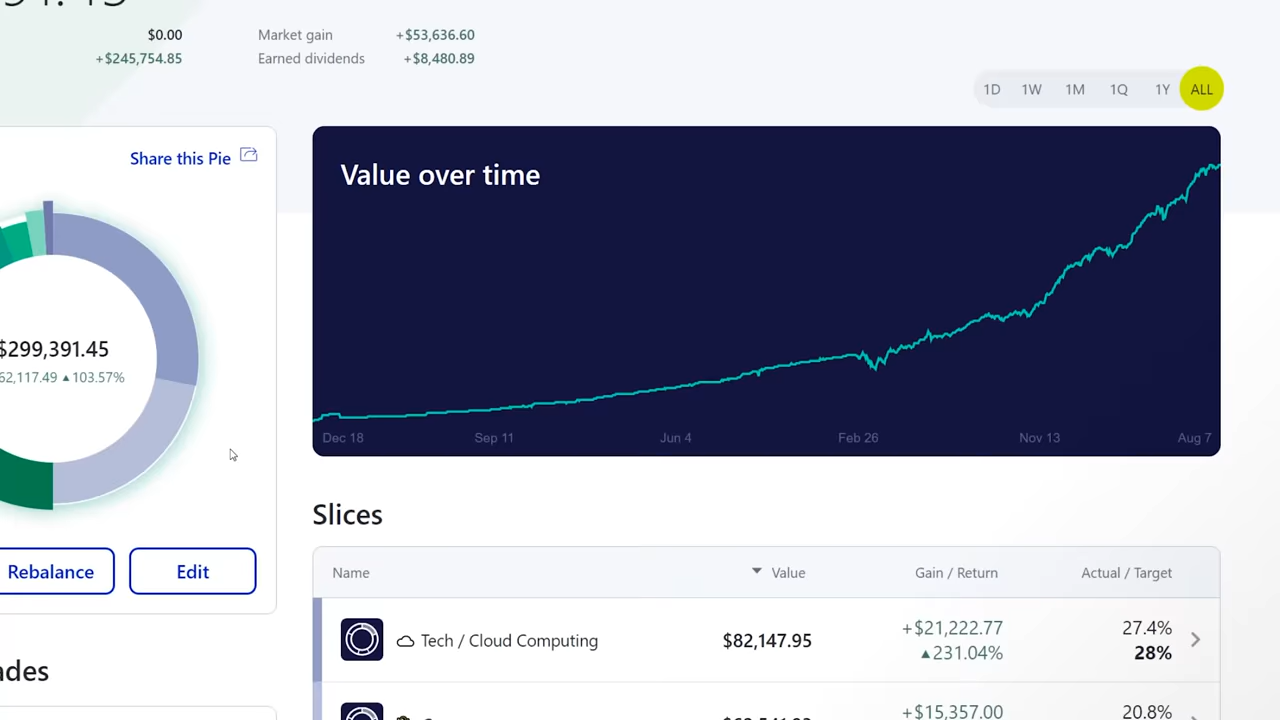 $0.00
+$245,754.85
Market gain +$53,636.60
Earned dividends +$8,480.89
1D 1W 1M 1Q 1Y ALL
Share this Pie
$299,391.45
62,117.49 ▲103.57%
Rebalance
Edit
Value over time
Dec 18 Sep 11 Jun 4 Feb 26 Nov 13 Aug 7
Slices
Name Value Gain / Return Actual / Target
Tech / Cloud Computing $82,147.95 +$21,222.77 27.4%
▲231.04% 28%
+$15,357.00 20.8%